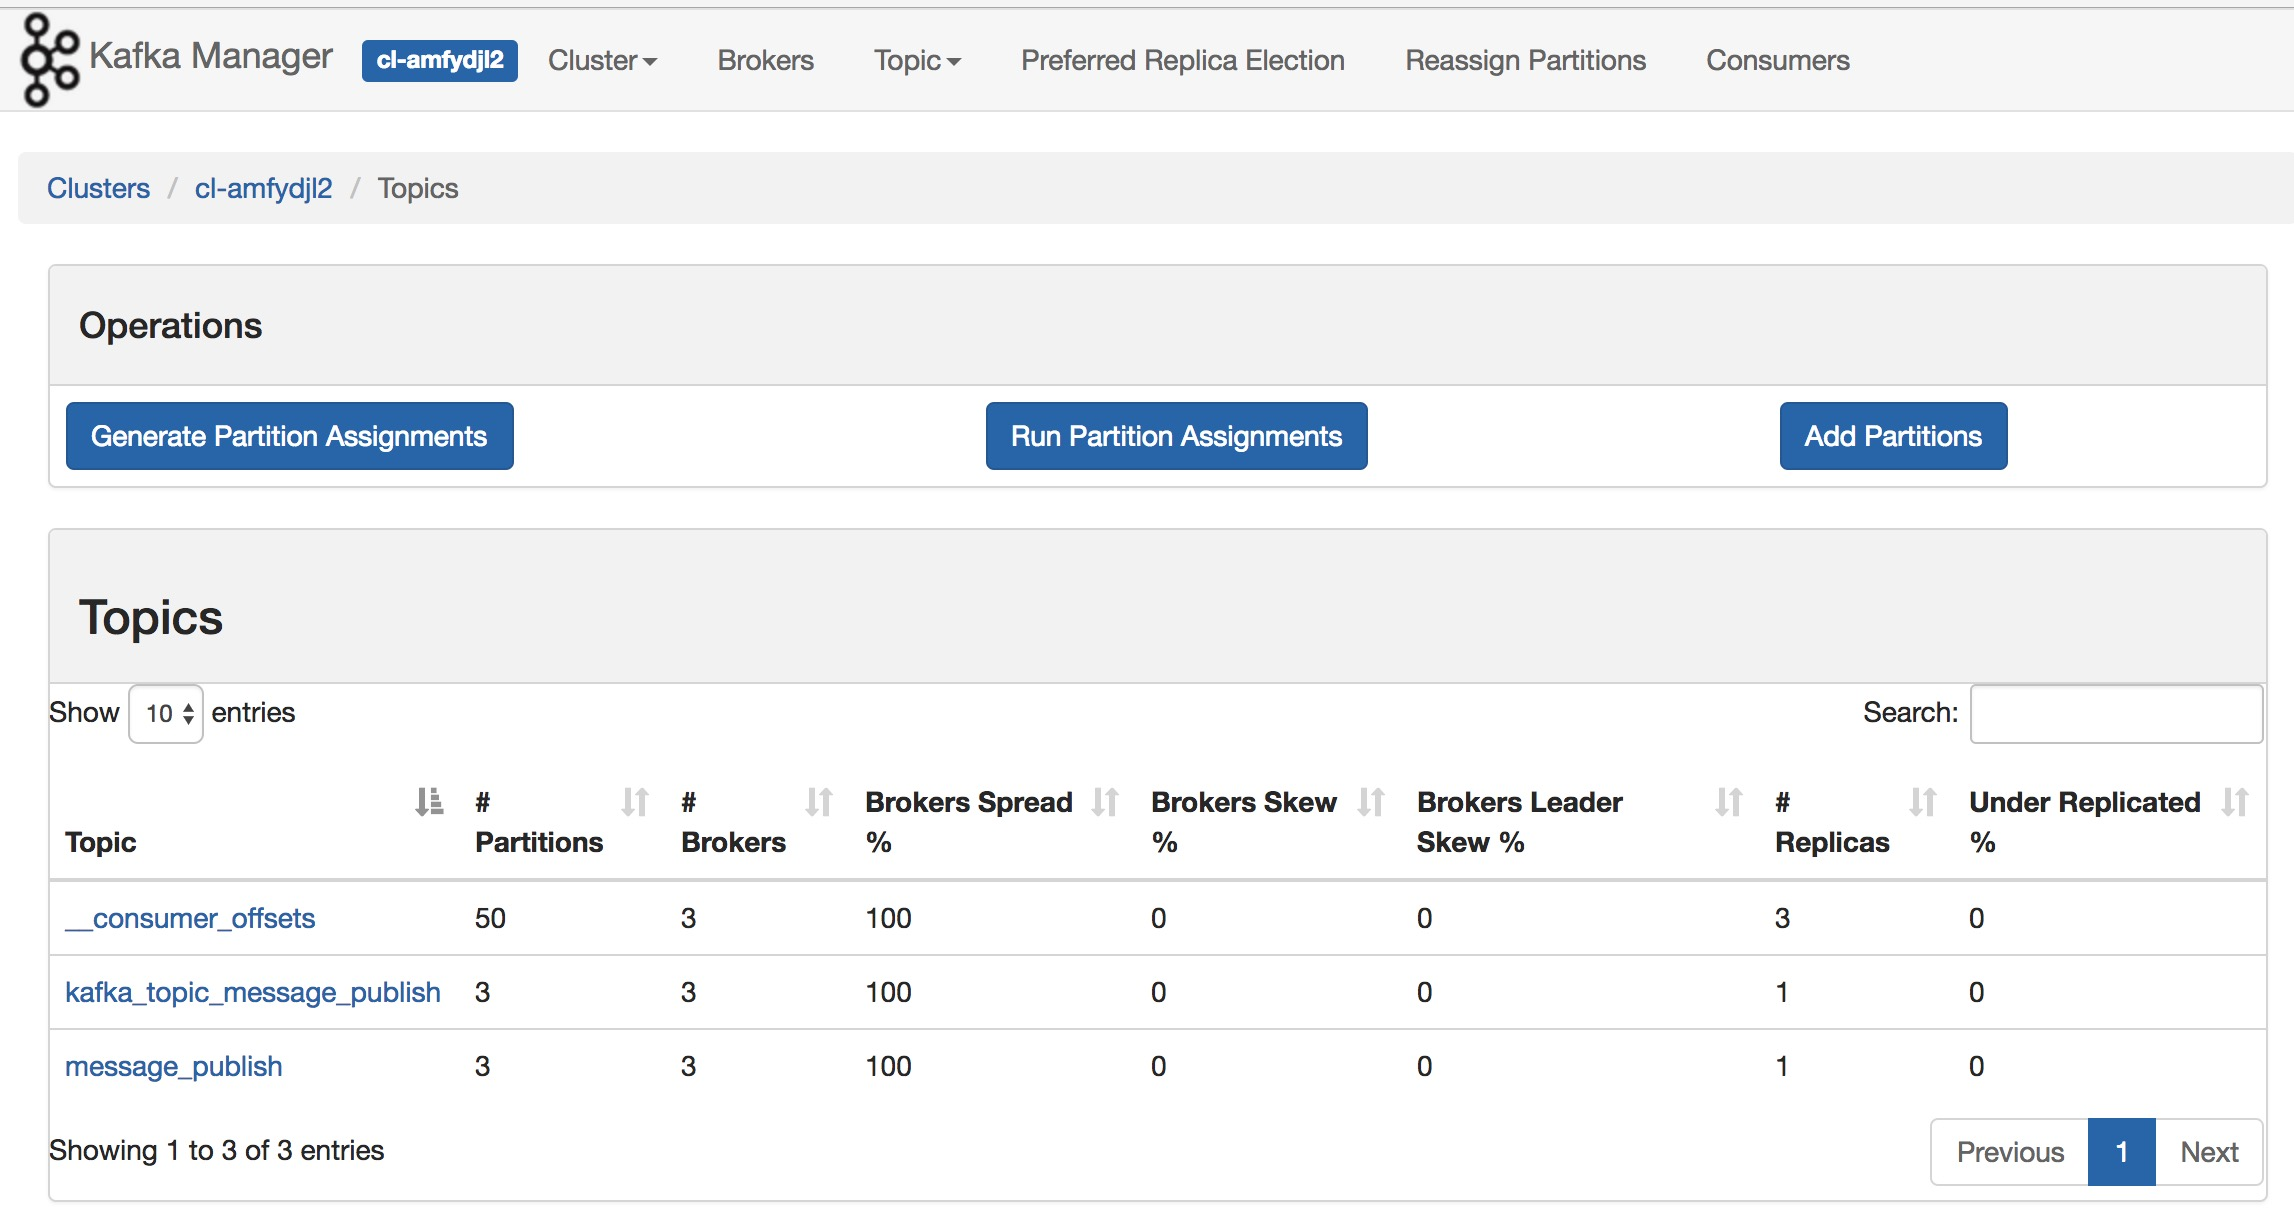 Kafka Manager cl-amfydjl2 Cluster Brokers Topic Preferred Replica Election Reassign Partitions Consumers
Clusters / cl-amfydjl2 / Topics
Operations
Generate Partition Assignments Run Partition Assignments Add Partitions
Topics
Show 10 entries Search:
Topic # Partitions # Brokers Brokers Spread % Brokers Skew % Brokers Leader Skew % # Replicas Under Replicated %
__consumer_offsets 50 3 100 0 0 3 0
kafka_topic_message_publish 3 3 100 0 0 1 0
message_publish 3 3 100 0 0 1 0
Showing 1 to 3 of 3 entries Previous 1 Next